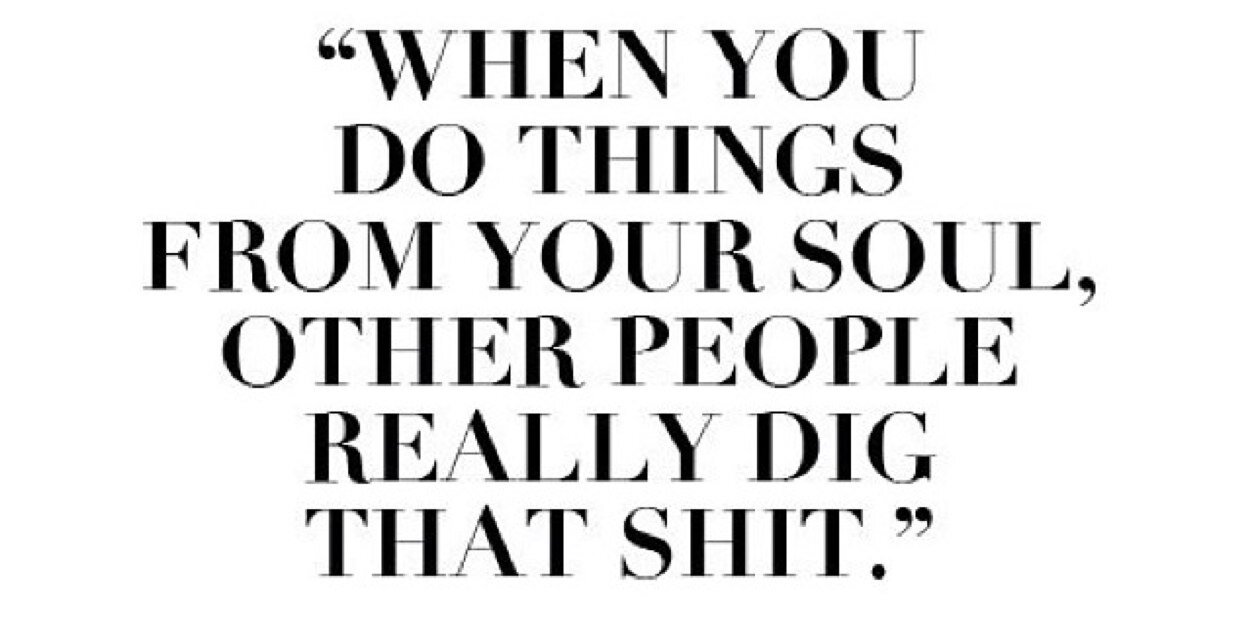 “WHEN YOU
DO THINGS
FROM YOUR SOUL,
OTHER PEOPLE
REALLY DIG
THAT SHIT.”